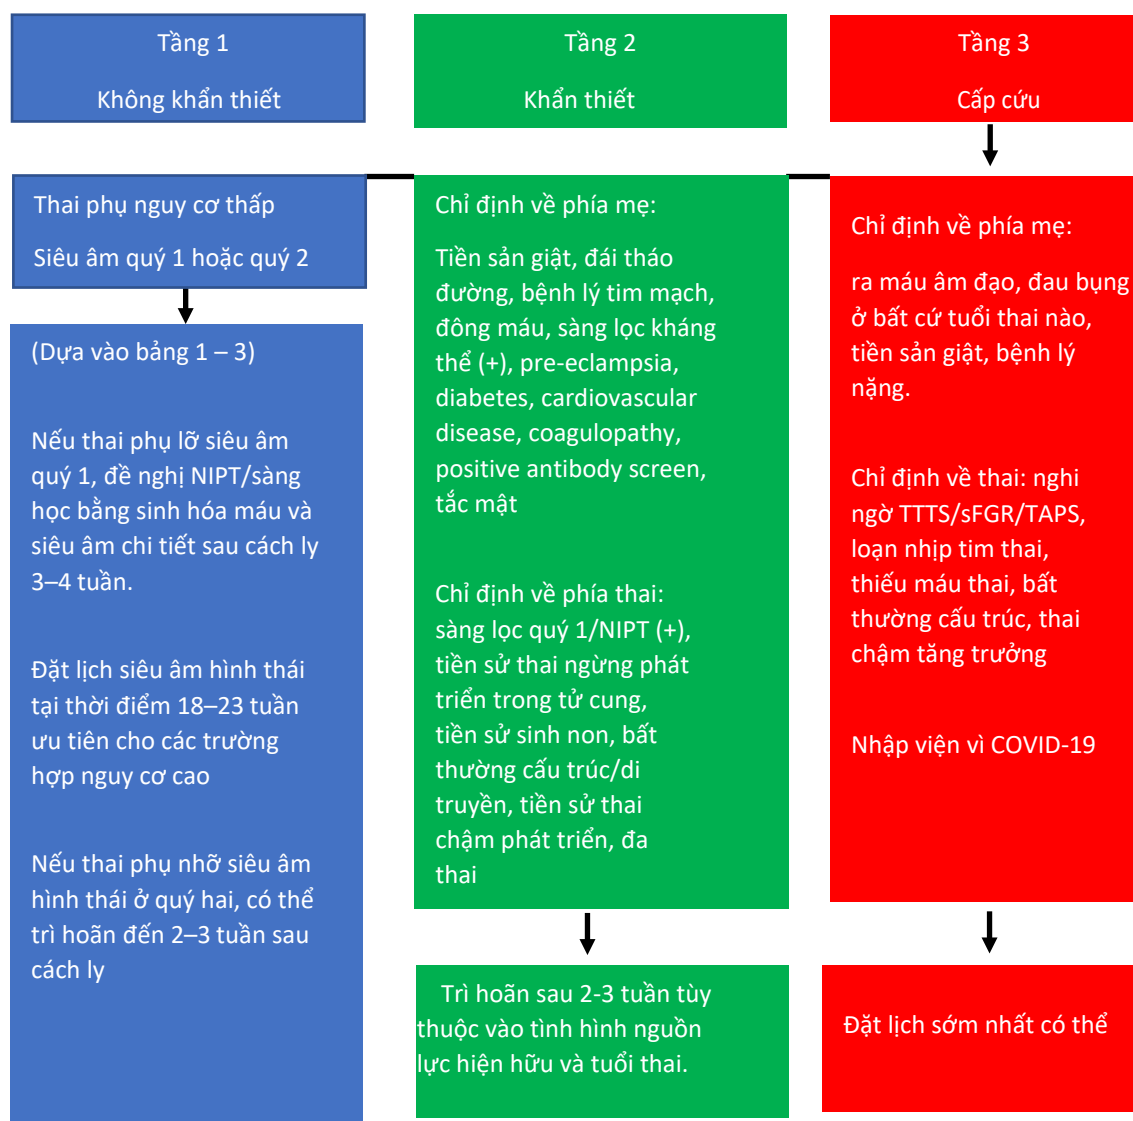 Tầng 1
Không khẩn thiết
Tầng 2
Khẩn thiết
Tầng 3
Cấp cứu
Thai phụ nguy cơ thấp
Siêu âm quý 1 hoặc quý 2
(Dựa vào bảng 1 – 3)
Nếu thai phụ lỡ siêu âm
quý 1, đề nghị NIPT/sàng
học bằng sinh hóa máu và
siêu âm chi tiết sau cách ly
3–4 tuần.
Đặt lịch siêu âm hình thái
tại thời điểm 18–23 tuần
ưu tiên cho các trường
hợp nguy cơ cao
Nếu thai phụ nhỡ siêu âm
hình thái ở quý hai, có thể
trì hoãn đến 2–3 tuần sau
cách ly
Chỉ định về phía mẹ:
Tiền sản giật, đái tháo
đường, bệnh lý tim mạch,
đông máu, sàng lọc kháng
thể (+), pre-eclampsia,
diabetes, cardiovascular
disease, coagulopathy,
positive antibody screen,
tắc mật
Chỉ định về phía thai:
sàng lọc quý 1/NIPT (+),
tiền sử thai ngừng phát
triển trong tử cung,
tiền sử sinh non, bất
thường cấu trúc/di
truyền, tiền sử thai
chậm phát triển, đa
thai
Trì hoãn sau 2-3 tuần tùy
thuộc vào tình hình nguồn
lực hiện hữu và tuổi thai.
Chỉ định về phía mẹ:
ra máu âm đạo, đau bụng
ở bất cứ tuổi thai nào,
tiền sản giật, bệnh lý
nặng.
Chỉ định về thai: nghi
ngờ TTTS/sFGR/TAPS,
loạn nhịp tim thai,
thiếu máu thai, bất
thường cấu trúc, thai
chậm tăng trưởng
Nhập viện vì COVID-19
Đặt lịch sớm nhất có thể